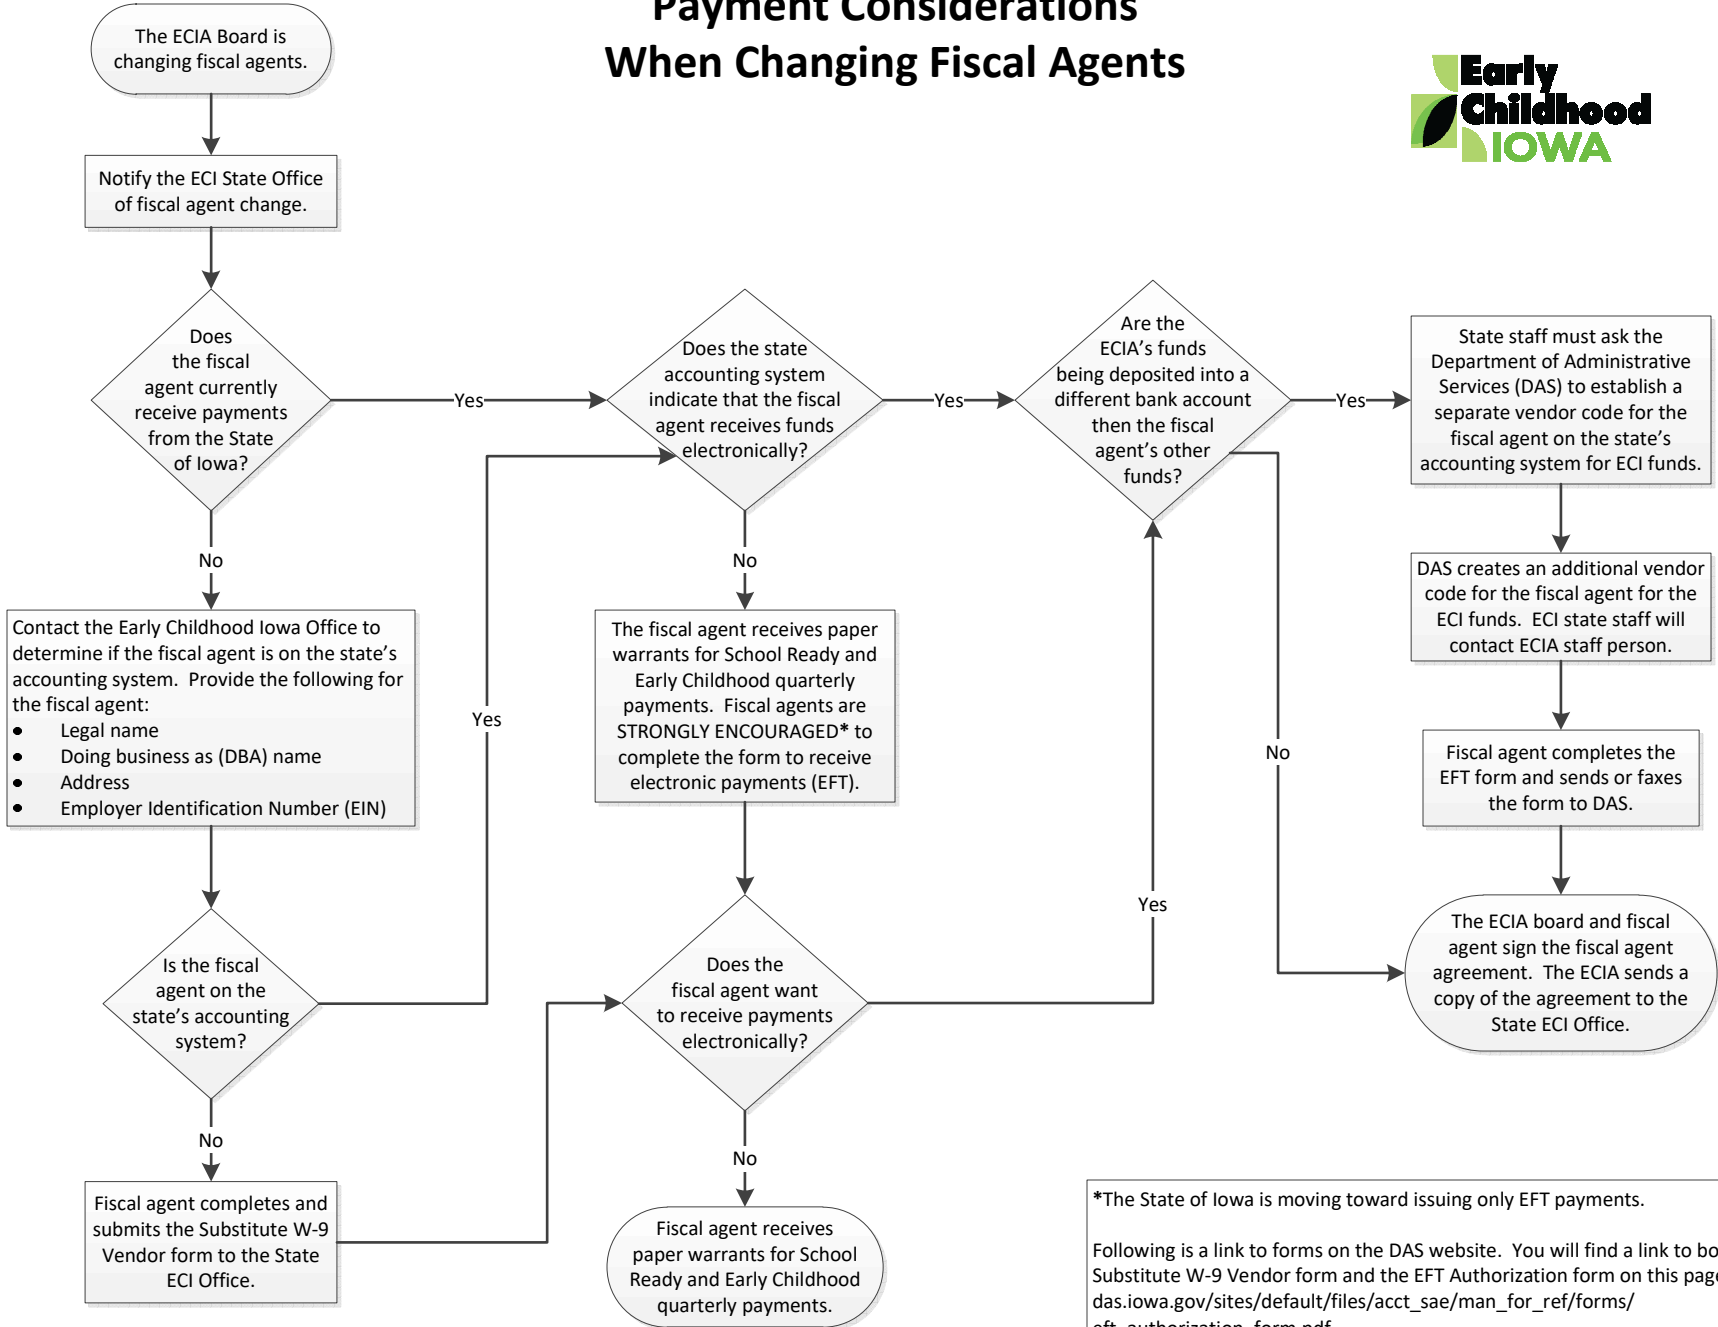 Payment Considerations
When Changing Fiscal Agents
Early
Childhood
IOWA
The ECIA Board is
changing fiscal agents.
Notify the ECI State Office
of fiscal agent change.
Does
the fiscal
agent currently
receive payments
from the State
of Iowa?
Yes
No
Does the state
accounting system
indicate that the fiscal
agent receives funds
electronically?
Yes
No
Are the
ECIA's funds
being deposited into a
different bank account
then the fiscal
agent's other
funds?
Yes
No
State staff must ask the
Department of Administrative
Services (DAS) to establish a
separate vendor code for the
fiscal agent on the state's
accounting system for ECI funds.
DAS creates an additional vendor
code for the fiscal agent for the
ECI funds.  ECI state staff will
contact ECIA staff person.
Fiscal agent completes the
EFT form and sends or faxes
the form to DAS.
The ECIA board and fiscal
agent sign the fiscal agent
agreement.  The ECIA sends a
copy of the agreement to the
State ECI Office.
Contact the Early Childhood Iowa Office to
determine if the fiscal agent is on the state's
accounting system.  Provide the following for
the fiscal agent:
• Legal name
• Doing business as (DBA) name
• Address
• Employer Identification Number (EIN)
Is the fiscal
agent on the
state's accounting
system?
Yes
No
Fiscal agent completes and
submits the Substitute W-9
Vendor form to the State
ECI Office.
The fiscal agent receives paper
warrants for School Ready and
Early Childhood quarterly
payments.  Fiscal agents are
STRONGLY ENCOURAGED* to
complete the form to receive
electronic payments (EFT).
Does the
fiscal agent want
to receive payments
electronically?
Yes
No
Fiscal agent receives
paper warrants for School
Ready and Early Childhood
quarterly payments.
*The State of Iowa is moving toward issuing only EFT payments.
Following is a link to forms on the DAS website.  You will find a link to bo
Substitute W-9 Vendor form and the EFT Authorization form on this page
das.iowa.gov/sites/default/files/acct_sae/man_for_ref/forms/
eft_authorization_form.pdf